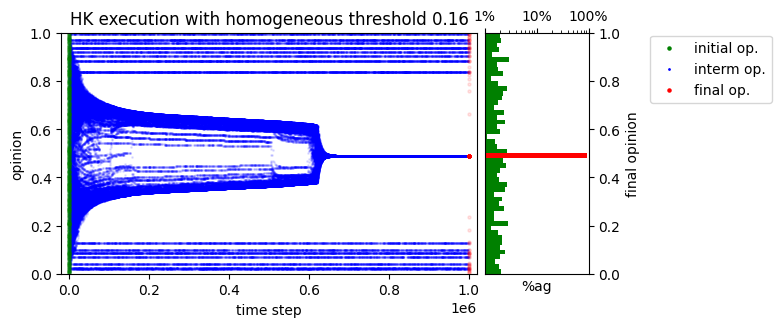 HK execution with homogeneous threshold 0.16
1% 10% 100%
initial op.
interm op.
final op.
1.0 1.0
0.8 0.8
0.6 0.6
0.4 0.4
0.2 0.2
0.0 0.0
opinion
final opinion
0.0 0.2 0.4 0.6 0.8 1.0
1e6
time step
%ag